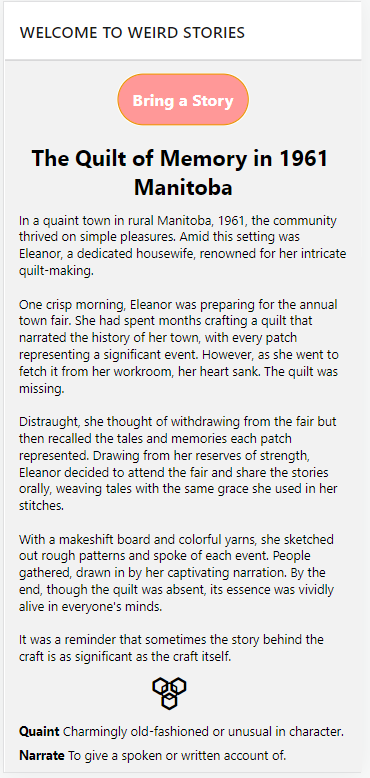 WELCOME TO WEIRD STORIES
Bring a Story
The Quilt of Memory in 1961
Manitoba
In a quaint town in rural Manitoba, 1961, the community
thrived on simple pleasures. Amid this setting was
Eleanor, a dedicated housewife, renowned for her intricate
quilt-making.
One crisp morning, Eleanor was preparing for the annual
town fair. She had spent months crafting a quilt that
narrated the history of her town, with every patch
representing a significant event. However, as she went to
fetch it from her workroom, her heart sank. The quilt was
missing.
Distraught, she thought of withdrawing from the fair but
then recalled the tales and memories each patch
represented. Drawing from her reserves of strength,
Eleanor decided to attend the fair and share the stories
orally, weaving tales with the same grace she used in her
stitches.
With a makeshift board and colorful yarns, she sketched
out rough patterns and spoke of each event. People
gathered, drawn in by her captivating narration. By the
end, though the quilt was absent, its essence was vividly
alive in everyone's minds.
It was a reminder that sometimes the story behind the
craft is as significant as the craft itself.
Quaint Charmingly old-fashioned or unusual in character.
Narrate To give a spoken or written account of.